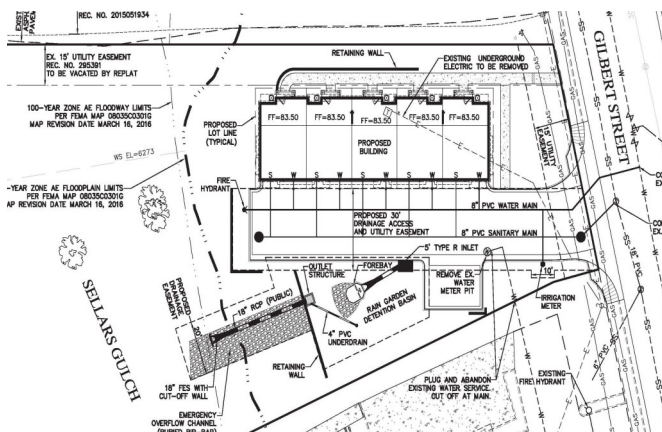 REC. NO. 2015051934
EX. 15' UTILITY EASEMENT
REC. NO. 295391
TO BE VACATED BY REPLAT
RETAINING WALL
EXISTING UNDERGROUND
ELECTRIC TO BE REMOVED
GILBERT STREET
100-YEAR ZONE AE FLOODWAY LIMITS
PER FEMA MAP 08035C0301G
MAP REVISION DATE MARCH 16, 2016
PROPOSED
LOT LINE
(TYPICAL)
FF=83.50
FF=83.50
FF=83.50
FF=83.50
FF=83.50
PROPOSED
BUILDING
15' UTILITY
EASEMENT
WS EL=6273
-YEAR ZONE AE FLOODPLAIN LIMITS
PER FEMA MAP 08035C0301G
AP REVISION DATE MARCH 16, 2016
FIRE
HYDRANT
S W S W S W S W S W
8" PVC WATER MAIN
PROPOSED 30'
DRAINAGE ACCESS
AND UTILITY EASEMENT
8" PVC SANITARY MAIN
5' TYPE R INLET
OUTLET
STRUCTURE
FOREBAY
REMOVE EX.
WATER
METER PIT
10'
IRRIGATION
METER
RAIN GARDEN
DETENTION BASIN
SELLARS GULCH
PROPOSED
DRAINAGE
EASEMENT
20'
18" RCP (PUBLIC)
4" PVC
UNDERDRAIN
RETAINING
WALL
18" FES WITH
CUT-OFF WALL
EMERGENCY
OVERFLOW CHANNEL
(BURIED RIP-RAP)
PLUG AND ABANDON
EXISTING WATER SERVICE.
CUT OFF AT MAIN.
EXISTING
FIRE HYDRANT
6" PVC
18" PVC